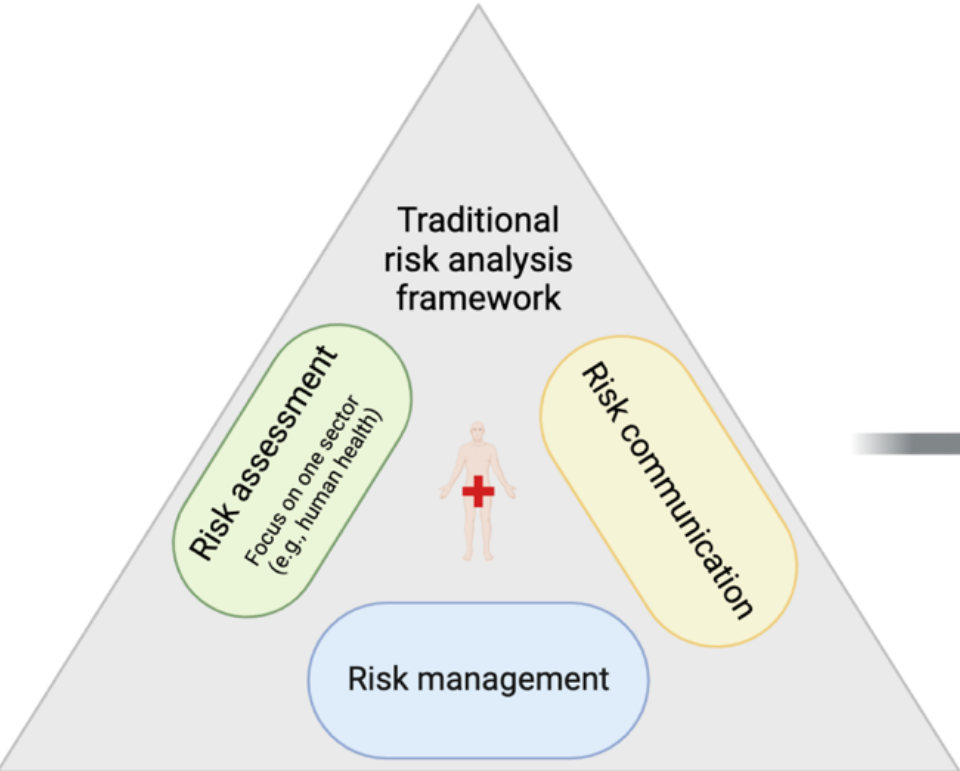 Traditional
risk analysis
framework
Risk assessment
Focus on one sector
(e.g., human health)
Risk communication
Risk management